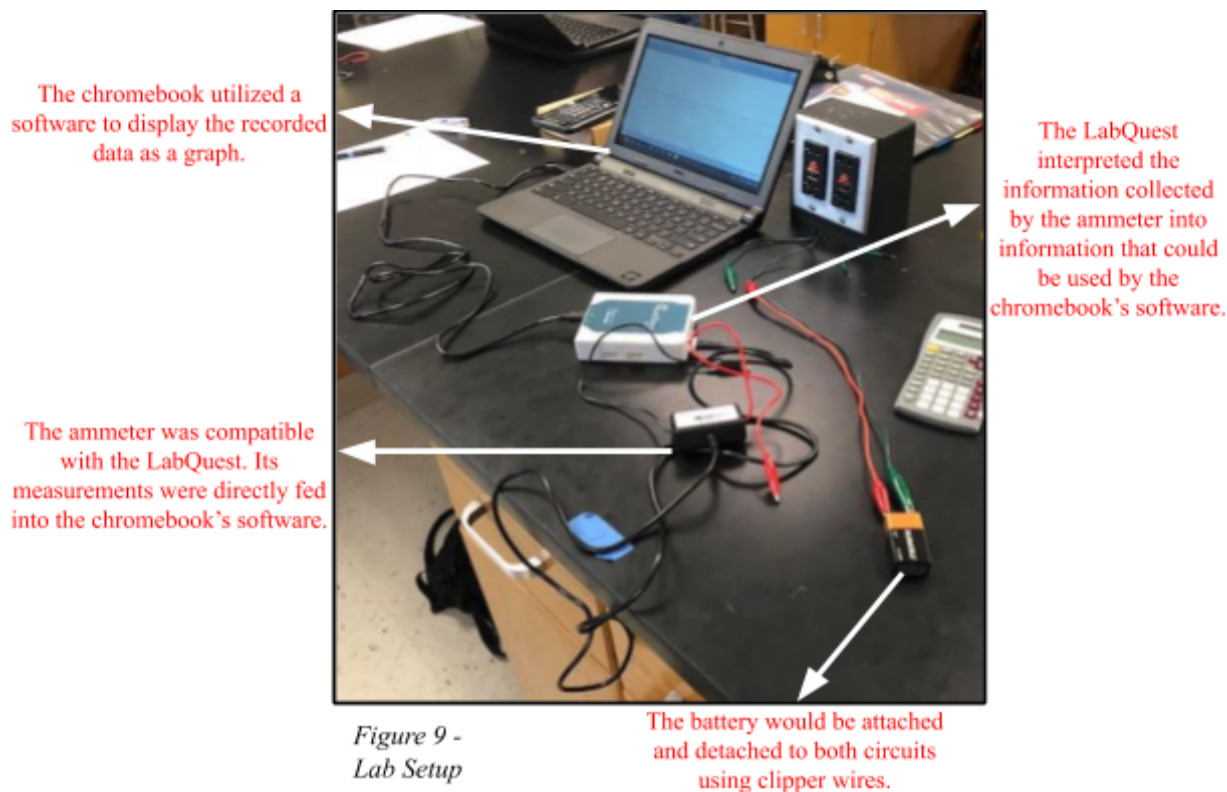 The chromebook utilized a
software to display the recorded
data as a graph.
The LabQuest
interpreted the
information collected
by the ammeter into
information that could
be used by the
chromebook’s software.
The ammeter was compatible
with the LabQuest. Its
measurements were directly fed
into the chromebook’s software.
The battery would be attached
and detached to both circuits
using clipper wires.
Figure 9 -
Lab Setup